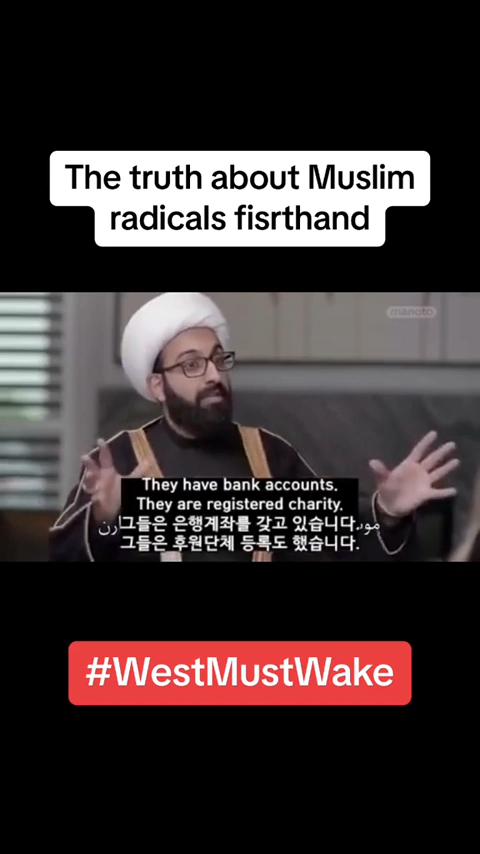 The truth about Muslim
radicals fisrthand
manoto
They have bank accounts.
They are registered charity.
그들은 은행계좌를 갖고 있습니다.
그들은 후원단체 등록도 했습니다.
#WestMustWake